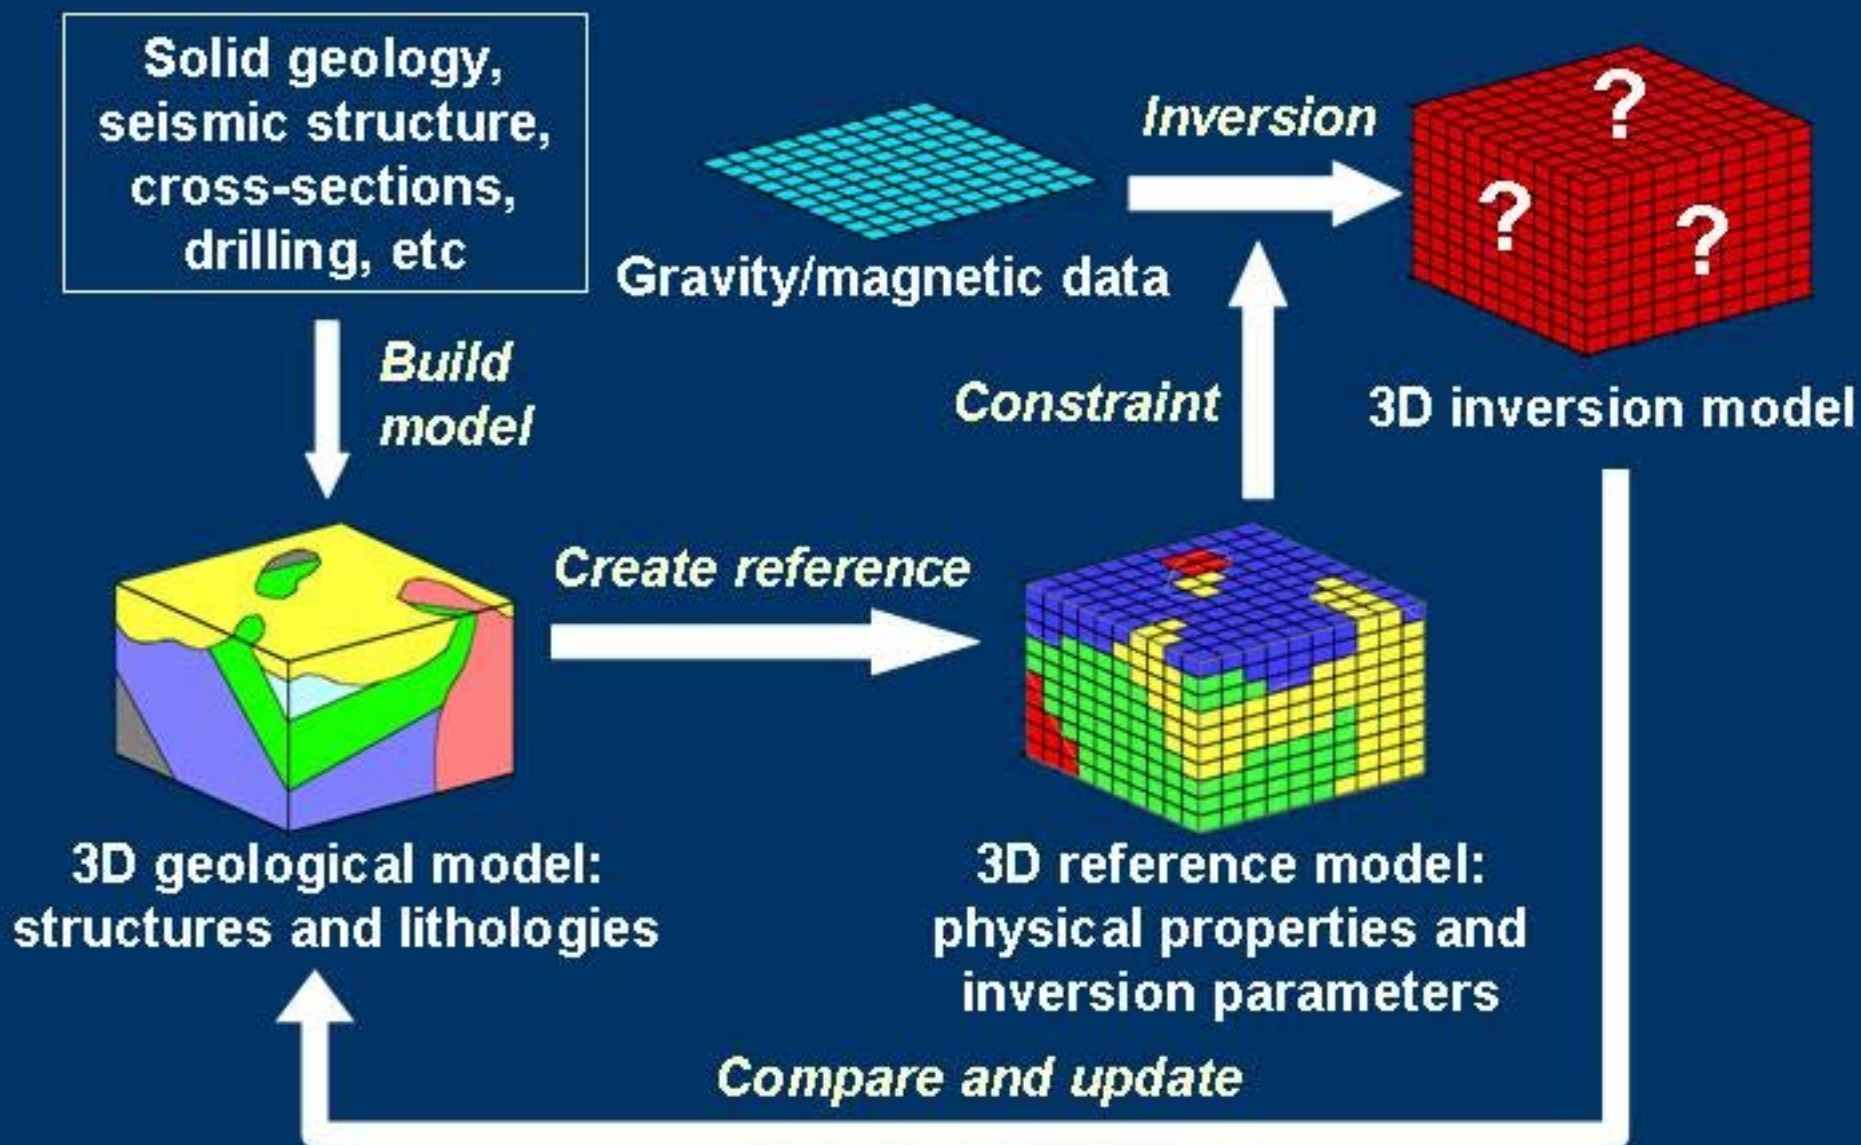 Solid geology,
seismic structure,
cross-sections,
drilling, etc
Gravity/magnetic data
Inversion
?
?
?
3D inversion model
Build
model
Constraint
Create reference
3D geological model:
structures and lithologies
3D reference model:
physical properties and
inversion parameters
Compare and update